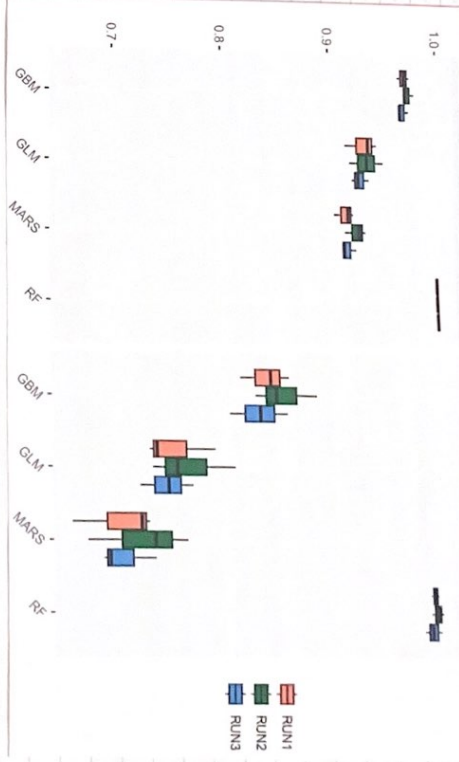 1.0
0.9
0.8
0.7
GBM
GLM
MARS
RF
GBM
GLM
MARS
RF
RUN1
RUN2
RUN3